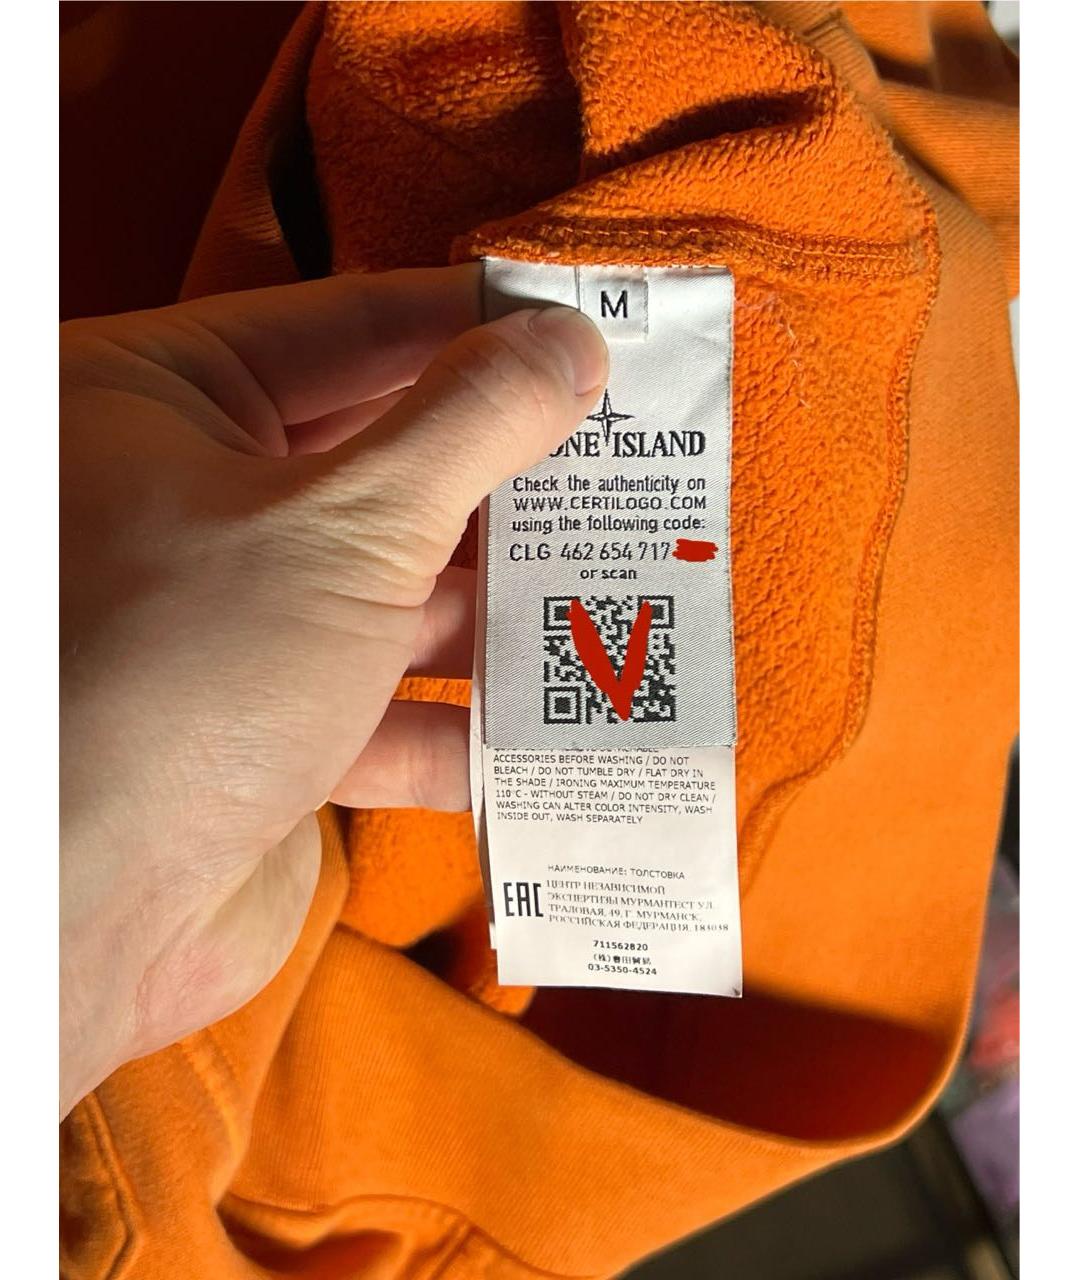 M
ISLAND
Check the authenticity on
WWW.CERTILOGO.COM
using the following code:
CLG 462 654 717
or scan
ACCESSORIES BEFORE WASHING / DO NOT
BLEACH / DO NOT TUMBLE DRY / FLAT DRY IN
THE SHADE / IRONING MAXIMUM TEMPERATURE
110°C - WITHOUT STEAM / DO NOT DRY CLEAN /
WASHING CAN ALTER COLOR INTENSITY, WASH
INSIDE OUT, WASH SEPARATELY
НАИМЕНОВАНИЕ: ТОЛСТОВКА
EAC
ЦЕНТР НЕЗАВИСИМОЙ
ЭКСПЕРТИЗЫ МУРМАНТЕСТ УЛ.
ТРАЛОВАЯ, 49, Г. МУРМАНСК,
РОССИЙСКАЯ ФЕДЕРАЦИЯ, 183038
711562820
03-5350-4524